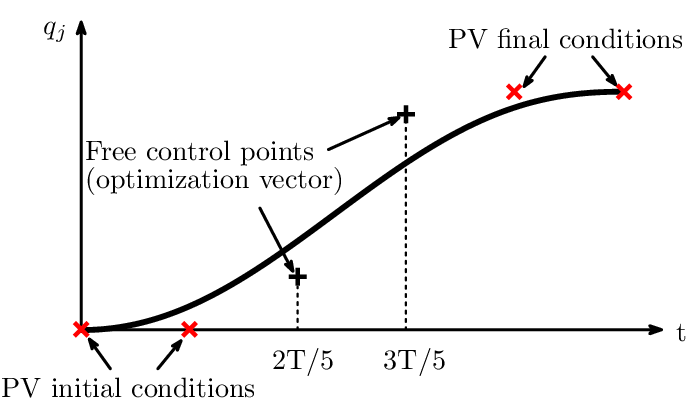 q_j
PV final conditions
Free control points
(optimization vector)
t
2T/5
3T/5
PV initial conditions